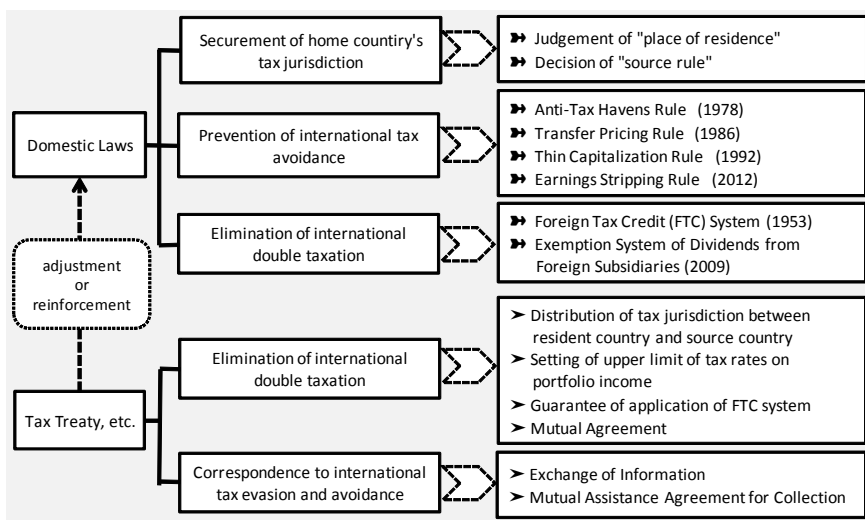 Securement of home country's
tax jurisdiction
Judgement of "place of residence"
Decision of "source rule"
Domestic Laws
Prevention of international tax
avoidance
Anti-Tax Havens Rule (1978)
Transfer Pricing Rule (1986)
Thin Capitalization Rule (1992)
Earnings Stripping Rule (2012)
Elimination of international
double taxation
Foreign Tax Credit (FTC) System (1953)
Exemption System of Dividends from
Foreign Subsidiaries (2009)
adjustment
or
reinforcement
Elimination of international
double taxation
Distribution of tax jurisdiction between
resident country and source country
Setting of upper limit of tax rates on
portfolio income
Guarantee of application of FTC system
Mutual Agreement
Tax Treaty, etc.
Correspondence to international
tax evasion and avoidance
Exchange of Information
Mutual Assistance Agreement for Collection